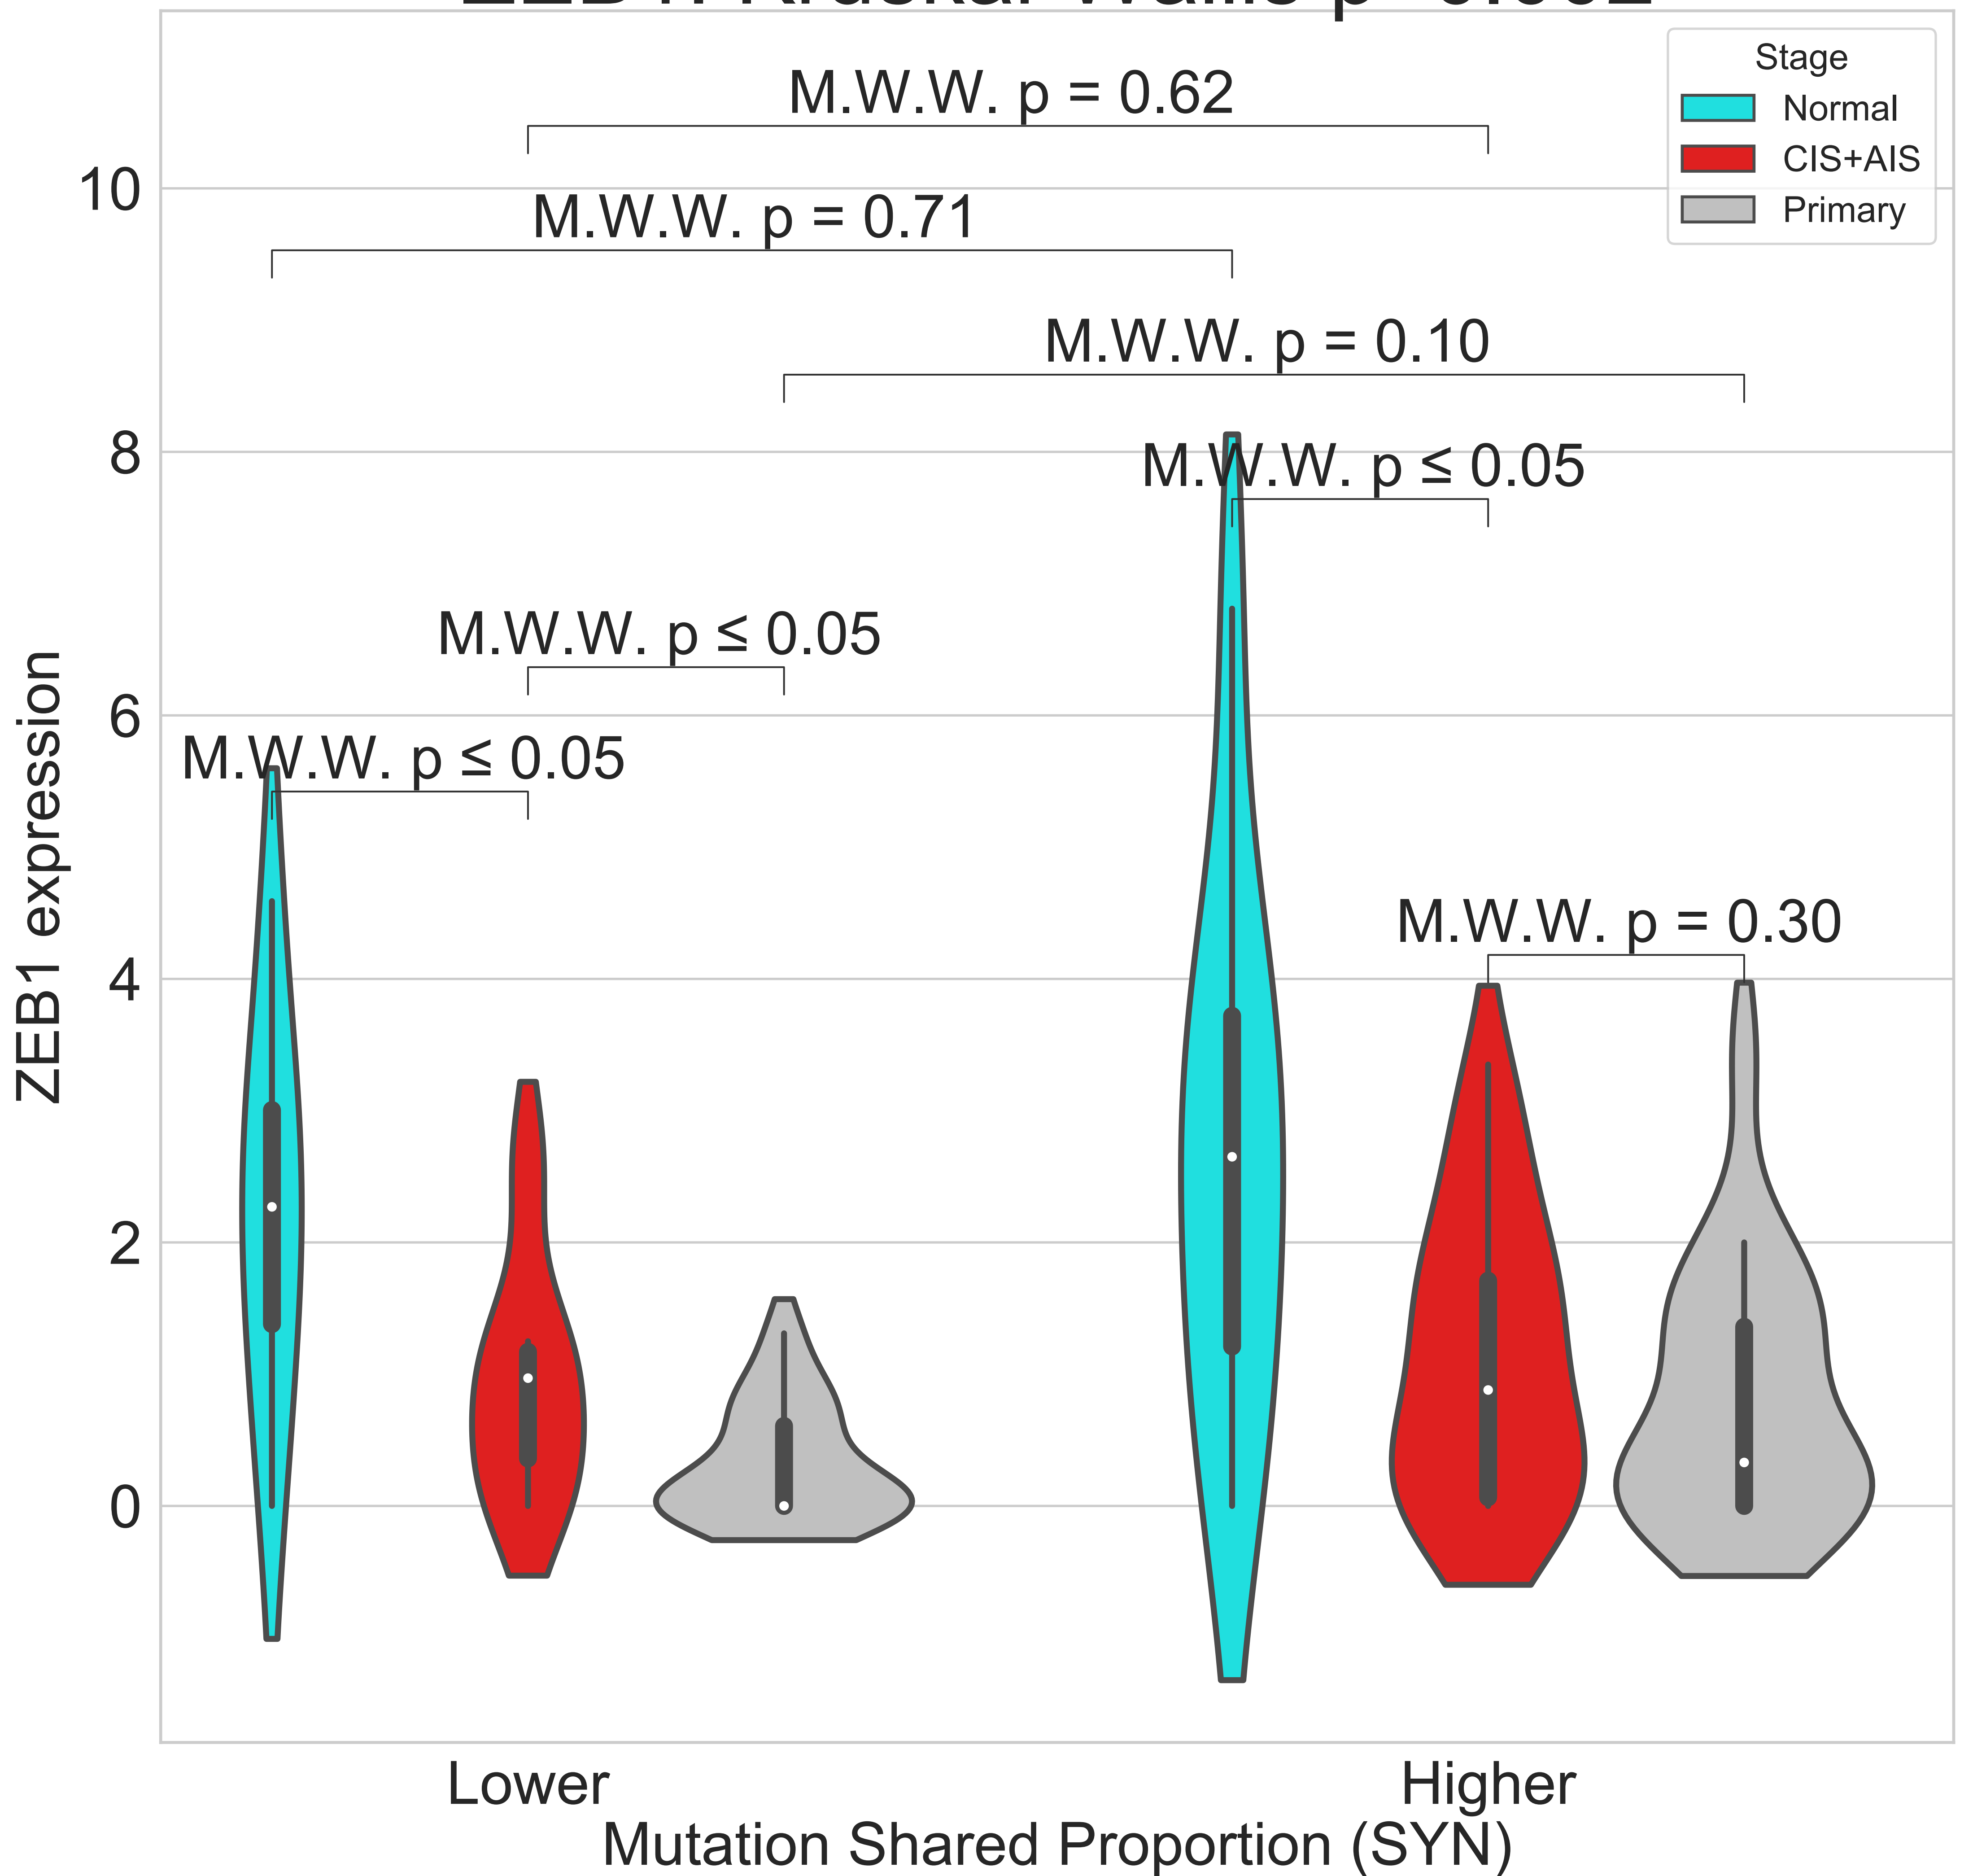 Stage
Normal
CIS+AIS
Primary
M.W.W. p = 0.62
M.W.W. p = 0.71
M.W.W. p = 0.10
M.W.W. p ≤ 0.05
M.W.W. p ≤ 0.05
M.W.W. p ≤ 0.05
M.W.W. p = 0.30
10
8
6
4
2
0
ZEB1 expression
Lower
Higher
Mutation Shared Proportion (SYN)